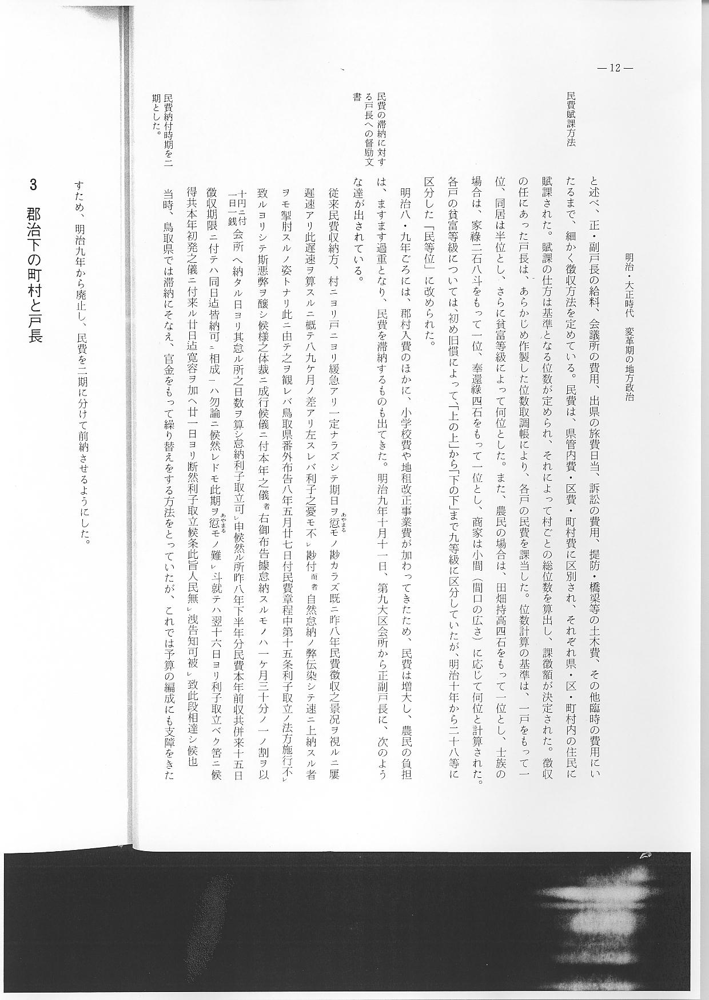 —12—
明治・大正時代　変革期の地方政治
民費賦課方法
と述べ、正・副戸長の給料、会議所の費用、出県の旅費日当、訴訟の費用、提防・橋梁等の土木費、その他臨時の費用にい
たるまで、細かく徴収方法を定めている。民費は、県管内費・区費・町村費に区別され、それぞれ県・区・町村内の住民に
賦課された。賦課の仕方は基準となる位数が定められ、それによって村ごとの総位数を算出し、課徴額が決定された。徴収
の任にあった戸長は、あらかじめ作製した位数取調帳により、各戸の民費を課当した。位数計算の基準は、一戸をもって一
位、同居は半位とし、さらに貧富等級によって何位とした。また、農民の場合は、田畑持高四石をもって一位とし、士族の
場合は、家祿二石八斗をもって一位、奉還祿四石をもって一位とし、商家は小間（間口の広さ）に応じて何位と計算された。
各戸の貧富等級については、初め旧慣によって、「上の上」から「下の下」まで九等級に区分していたが、明治十年から二十八等に
区分した「民等位」に改められた。
民費の滞納に対す
る戸長への督励文
書
明治八・九年ごろには、郡村入費のほかに、小学校費や地租改正事業費が加わってきたため、民費は増大し、農民の負担
は、ますます過重となり、民費を滞納するものも出てきた。明治九年十月十一日、第九大区会所から正副戸長に、次のよう
な達が出されている。
従来民費収納方、村ニヨリ戸ニヨリ緩急アリ一定ナラズシテ期日ヲ愆モノ尠カラズ既ニ昨八年民費徴収之景況ヲ視ルニ屢
あやまる
遅速アリ此遅速ヲ算スルニ概テ八九ケ月ノ差アリ左スレバ利子之憂モ不レ尠付而者自然怠納ノ弊伝染シテ速ニ上納スル者
ヲモ掣肘スルノ姿トナリ此ニ由テ之ヲ観レバ鳥取県番外布告八年五月廿七日付民費章程中第十五条利子取立ノ法方施行不レ
致ルヨリシテ斯悪弊ヲ醸シ候様之体裁ニ成行候儀ニ付本年之儀者右御布告據怠納スルモノハ一ケ月三十分ノ一ノ割ヲ以
十円ニ付
一日一銭
会所へ納タル日ヨリ其怠ル所之日数ヲ算シ怠納利子取立可レ申候然ル所昨八年下半年分民費本年前収共併来十五日
徴収期限ニ付テハ同日迠皆納可ニ相成一ハ勿論ニ候然レドモ此期ヲ愆モノ難レ斗就テハ翌十六日ヨリ利子取立ベク筈ニ候
あやまる
得共本年初発之儀ニ付来ル廿日迠寛容ヲ加へ廿一日ヨリ断然利子取立候条此旨人民無レ洩告知可被レ致此段相達シ候也
民費納付時期を二
期とした。
当時、鳥取県では滞納にそなえ、官金をもって繰り替えをする方法をとっていたが、これでは予算の編成にも支障をきた
すため、明治九年から廃止し、民費を二期に分けて前納させるようにした。
3　郡治下の町村と戸長